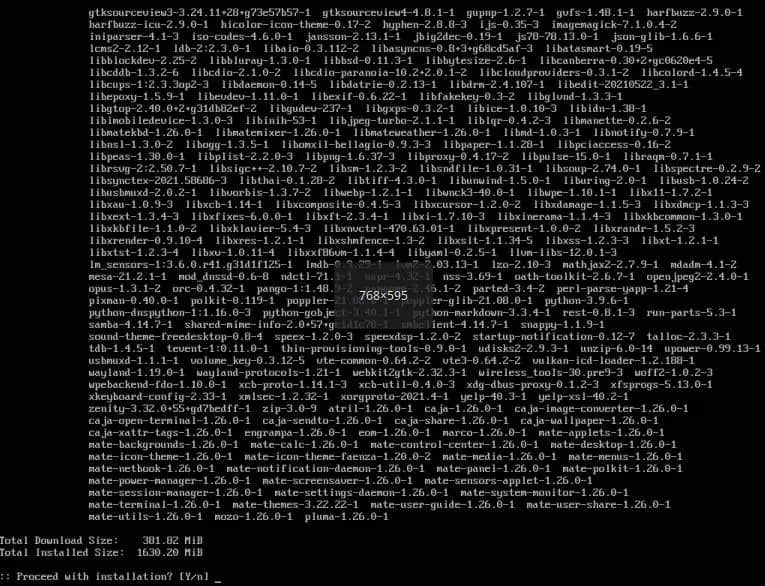 gtksourceview3-3.24.11+28+g73e57b57-1 gtksourceview4-4.8.1-1 gupnp-1.2.7-1 gvfs-1.48.1-1 harfbuzz-2.9.0-1
harfbuzz-icu-2.9.0-1 hicolor-icon-theme-0.17-2 hyphen-2.8.8-3 ijs-0.35-3 imagemagick-7.1.0.4-2
iniparser-4.1-3 iso-codes-4.6.0-1 jansson-2.13.1-1 jbig2dec-0.19-1 js78-78.13.0-1 json-glib-1.6.6-1
lcms2-2.12-1 ldb-2:2.3.0-1 libaio-0.3.112-2 libasyncns-0.8+3+g68cd5af-3 libatasmart-0.19-5
libblockdev-2.25-2 libbluray-1.3.0-1 libbsd-0.11.3-1 libbytesize-2.6-1 libcanberra-0.30+2+gc0620e4-5
libcddb-1.3.2-6 libcdio-2.1.0-2 libcdio-paranoia-10.2+2.0.1-2 libcloudproviders-0.3.1-2 libcolord-1.4.5-4
libcups-1:2.3.3op2-3 libdaemon-0.14-5 libdatrie-0.2.13-1 libdrm-2.4.107-1 libedit-20210522_3.1-1
libepoxy-1.5.9-1 libevdev-1.11.0-1 libexif-0.6.22-1 libfakekey-0.3-2 libglvnd-1.3.3-1
libgtop-2.40.0+2+g31db82ef-2 libgudev-237-1 libgxps-0.3.2-1 libice-1.0.10-3 libidn-1.38-1
libimobiledevice-1.3.0-3 libinih-53-1 libjpeg-turbo-2.1.1-1 liblqr-0.4.2-3 libmanette-0.2.6-2
libmatekbd-1.26.0-1 libmatemixer-1.26.0-1 libmateweather-1.26.0-1 libmd-1.0.3-1 libnotify-0.7.9-1
libnsl-1.3.0-2 libogg-1.3.5-1 libomxil-bellagio-0.9.3-3 libpaper-1.1.28-1 libpciaccess-0.16-2
libpeas-1.30.0-1 libplist-2.2.0-3 libpng-1.6.37-3 libproxy-0.4.17-2 libpulse-15.0-1 libraqm-0.7.1-1
librsvg-2:2.50.7-1 libsigc++-2.10.7-2 libsm-1.2.3-2 libsndfile-1.0.31-1 libsoup-2.74.0-1 libspectre-0.2.9-2
libsynctex-2021.58686-3 libthai-0.1.28-2 libtiff-4.3.0-1 libunwind-1.5.0-1 liburing-2.0-1 libusb-1.0.24-2
libusbmuxd-2.0.2-1 libvorbis-1.3.7-2 libwebp-1.2.1-1 libwnck3-40.0-1 libwpe-1.10.1-1 libx11-1.7.2-1
libxau-1.0.9-3 libxcb-1.14-1 libxcomposite-0.4.5-3 libxcursor-1.2.0-2 libxdamage-1.1.5-3 libxdmcp-1.1.3-3
libxext-1.3.4-3 libxfixes-6.0.0-1 libxft-2.3.4-1 libxi-1.7.10-3 libxinerama-1.1.4-3 libxkbcommon-1.3.0-1
libxkbfile-1.1.0-2 libxklavier-5.4-3 libxnvctrl-470.63.01-1 libxpresent-1.0.0-2 libxrandr-1.5.2-3
libxrender-0.9.10-4 libxres-1.2.1-1 libxshmfence-1.3-2 libxslt-1.1.34-5 libxss-1.2.3-3 libxt-1.2.1-1
libxtst-1.2.3-4 libxv-1.0.11-4 libxxf86vm-1.1.4-4 libyaml-0.2.5-1 llvm-libs-12.0.1-3
lm_sensors-1:3.6.0.r41.g31d1f125-1 lmdb-0.9.29-1 lzo-2.10-3 mathjax2-2.7.9-1 mdadm-4.1-2
mesa-21.2.1-1 md_dnssd-0.6-8 nss-3.69-1 oath-toolkit-2.6.7-1 openjpeg2-2.4.0-1
opus-1.3.1-2 orc-0.4.32-1 parted-3.4-2 perl-parse-yapp-1.21-4
pixman-0.40.0-1 polkit-0.119-1 poppler-glib-21.08.0-1 python-3.9.6-1
python-dnspython-1:1.16.0-3 python-markdown-3.3.4-1 rest-0.8.1-3 run-parts-5.3-1
samba-4.14.7-1 smbclient-4.14.7-1 snappy-1.1.9-1
sound-theme-freedesktop-0.8-4 speex-1.2.0-3 speexdsp-1.2.0-2 startup-notification-0.12-7 talloc-2.3.3-1
tdb-1.4.5-1 tevent-1:0.11.0-1 thin-provisioning-tools-0.9.0-1 udisks2-2.9.3-1 unzip-6.0-14 upower-0.99.13-1
usbmuxd-1.1.1-1 volume_key-0.3.12-5 vte-common-0.64.2-2 vte3-0.64.2-2 vulkan-icd-loader-1.2.188-1
wayland-1.19.0-1 wayland-protocols-1.21-1 webkit2gtk-2.32.3-1 wireless_tools-30.pre9-3 woff2-1.0.2-3
wpebackend-fdo-1.10.0-1 xcb-proto-1.14.1-3 xcb-util-0.4.0-3 xdg-dbus-proxy-0.1.2-3 xfsprogs-5.13.0-1
xkeyboard-config-2.33-1 xmlsec-1.2.32-1 xorgproto-2021.4-1 yelp-40.3-1 yelp-xsl-40.2-1
zenity-3.32.0+55+gd7bedff-1 zip-3.0-9 atril-1.26.0-1 caja-1.26.0-1 caja-image-converter-1.26.0-1
caja-open-terminal-1.26.0-1 caja-sendto-1.26.0-1 caja-share-1.26.0-1 caja-wallpaper-1.26.0-1
caja-xattr-tags-1.26.0-1 engrampa-1.26.0-1 eom-1.26.0-1 marco-1.26.0-1 mate-applets-1.26.0-1
mate-backgrounds-1.26.0-1 mate-calc-1.26.0-1 mate-control-center-1.26.0-1 mate-desktop-1.26.0-1
mate-icon-theme-1.26.0-1 mate-icon-theme-faenza-1.20.0-2 mate-media-1.26.0-1 mate-menus-1.26.0-1
mate-netbook-1.26.0-1 mate-notification-daemon-1.26.0-1 mate-panel-1.26.0-1 mate-polkit-1.26.0-1
mate-power-manager-1.26.0-1 mate-screensaver-1.26.0-1 mate-sensors-applet-1.26.0-1
mate-session-manager-1.26.0-1 mate-settings-daemon-1.26.0-1 mate-system-monitor-1.26.0-1
mate-terminal-1.26.0-1 mate-themes-3.22.22-1 mate-user-guide-1.26.0-1 mate-user-share-1.26.0-1
mate-utils-1.26.0-1 mozo-1.26.0-1 pluma-1.26.0-1
768×595
Total Download Size: 381.82 MiB
Total Installed Size: 1630.20 MiB
:: Proceed with installation? [Y/n] _